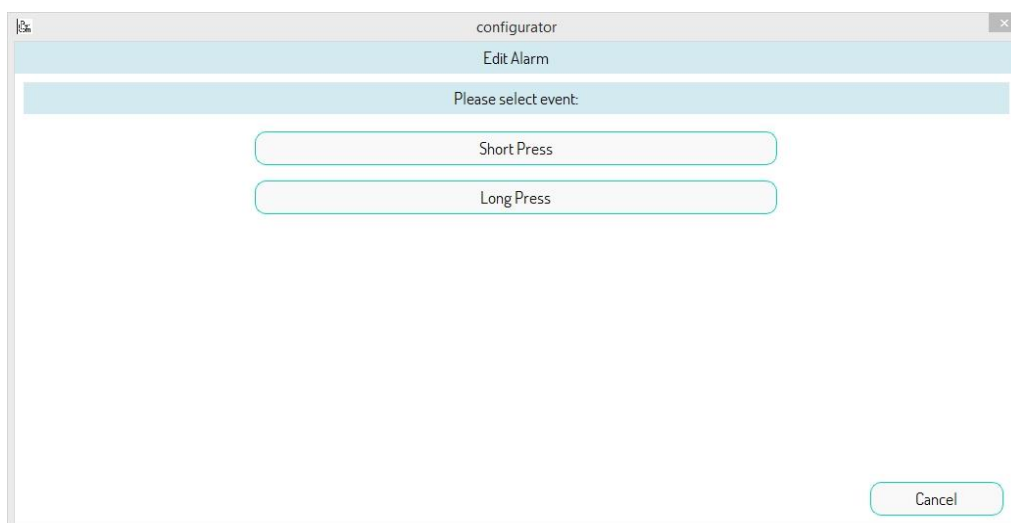 configurator
Edit Alarm
Please select event:
Short Press
Long Press
Cancel